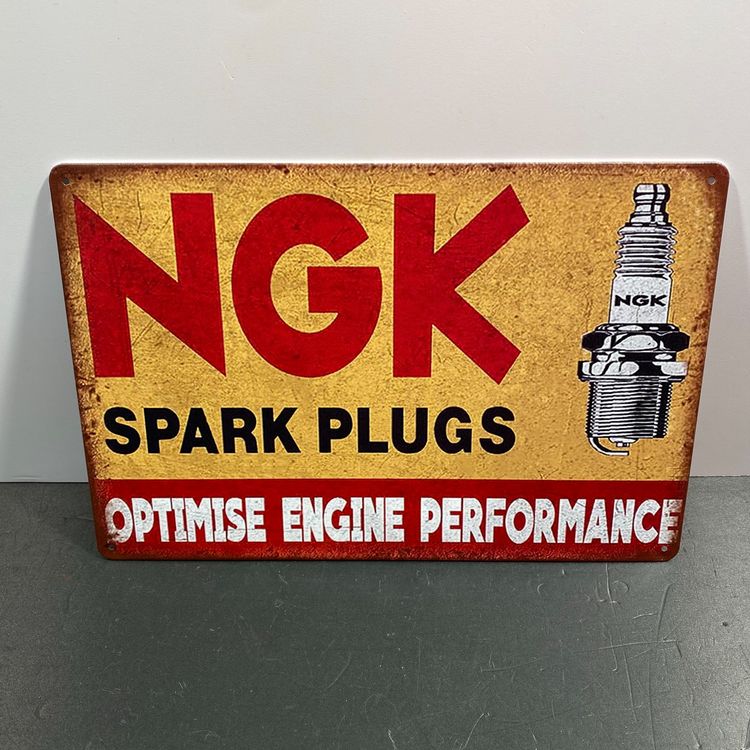 NGK
NGK
SPARK PLUGS
OPTIMISE ENGINE PERFORMANCE